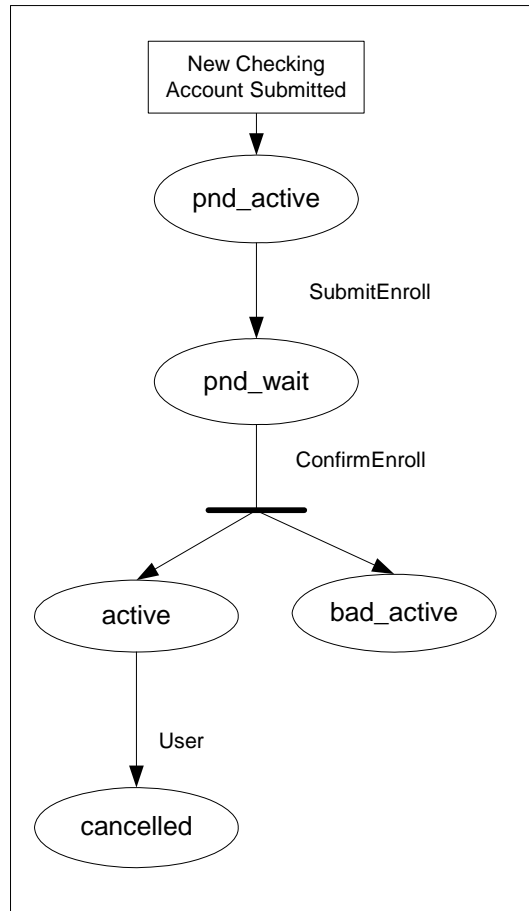 New Checking
Account Submitted
pnd_active
SubmitEnroll
pnd_wait
ConfirmEnroll
active
bad_active
User
cancelled